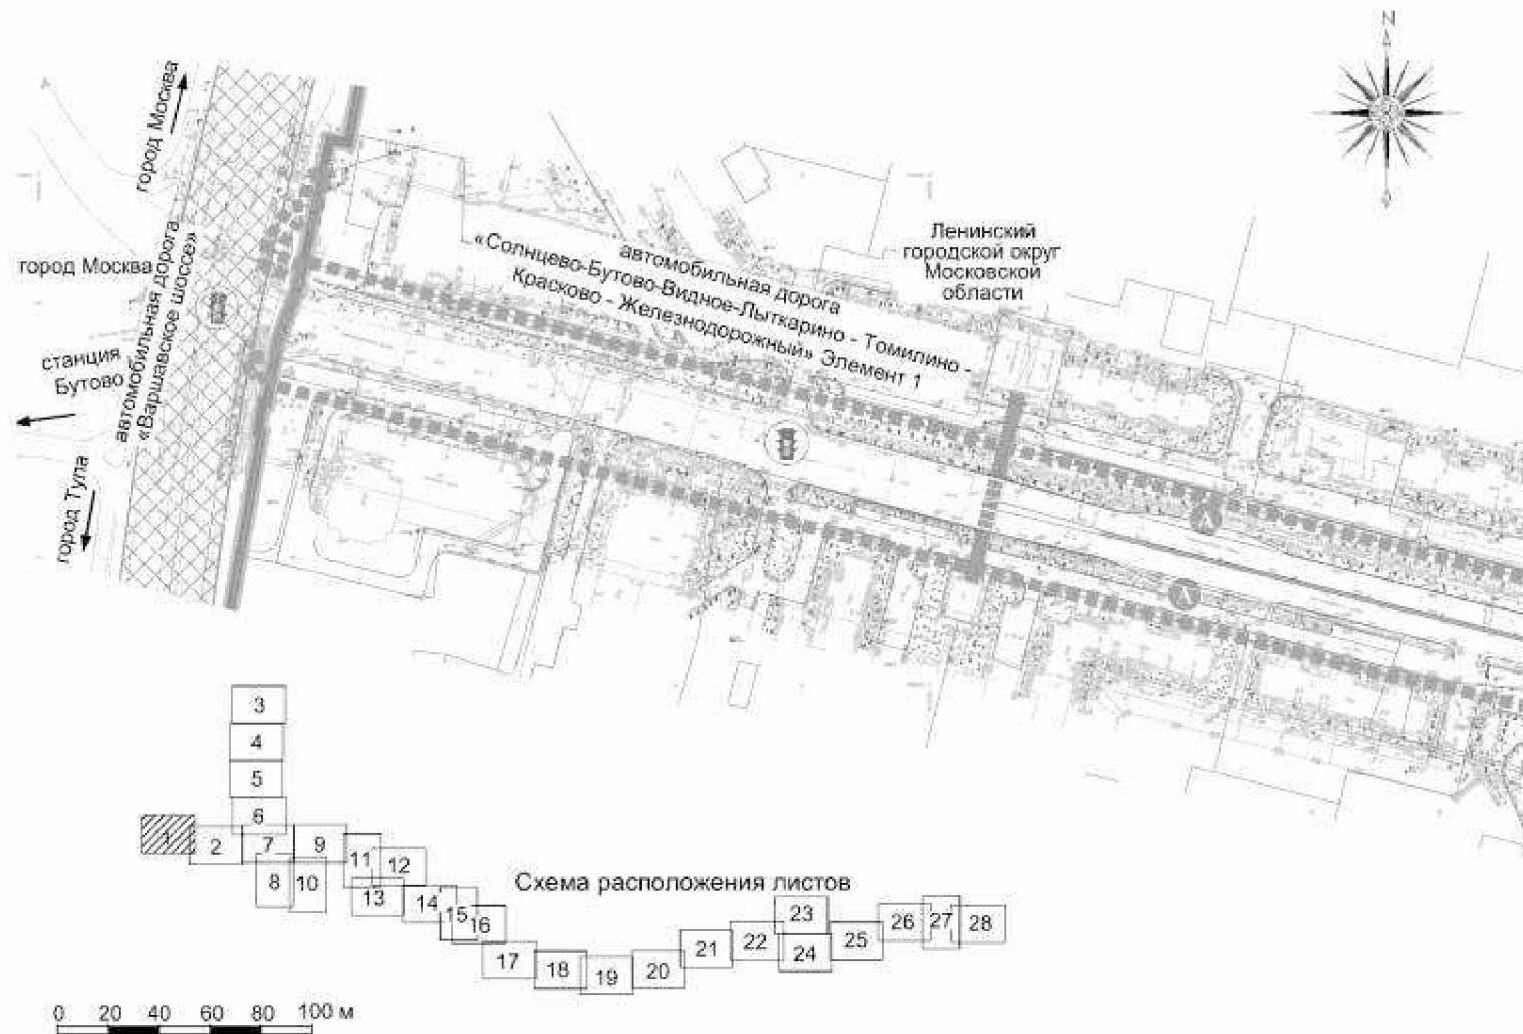 N
город Москва
город Москва
автомобильная дорога
«Варшавское шоссе»
станция
Бутово
город Тула
автомобильная дорога
«Солнцево-Бутово-Видное-Лыткарино - Томилино -
Красково - Железнодорожный» Элемент 1
Ленинский
городской округ
Московской
области
3
4
5
6
1
2
7
9
8
10
11
12
13
14
15
16
17
18
19
20
21
22
23
24
25
26
27
28
Схема расположения листов
0 20 40 60 80 100 м